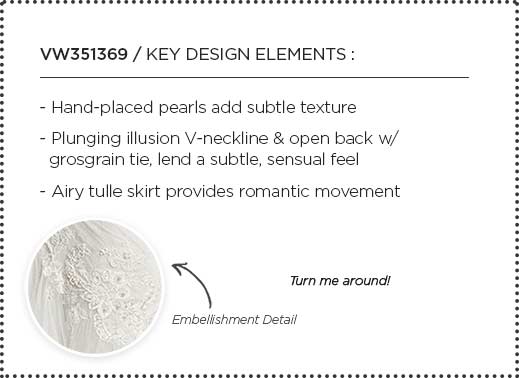 VW351369 / KEY DESIGN ELEMENTS :
- Hand-placed pearls add subtle texture
- Plunging illusion V-neckline & open back w/
grosgrain tie, lend a subtle, sensual feel
- Airy tulle skirt provides romantic movement
Turn me around!
Embellishment Detail